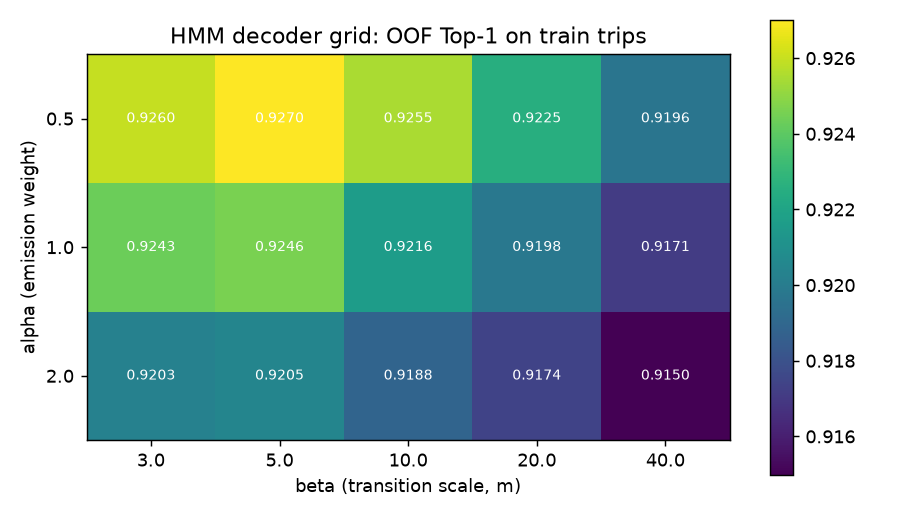 HMM decoder grid: OOF Top-1 on train trips
0.5 0.9260 0.9270 0.9255 0.9225 0.9196
1.0 0.9243 0.9246 0.9216 0.9198 0.9171
2.0 0.9203 0.9205 0.9188 0.9174 0.9150
3.0 5.0 10.0 20.0 40.0
beta (transition scale, m)
alpha (emission weight)
0.926
0.924
0.922
0.920
0.918
0.916